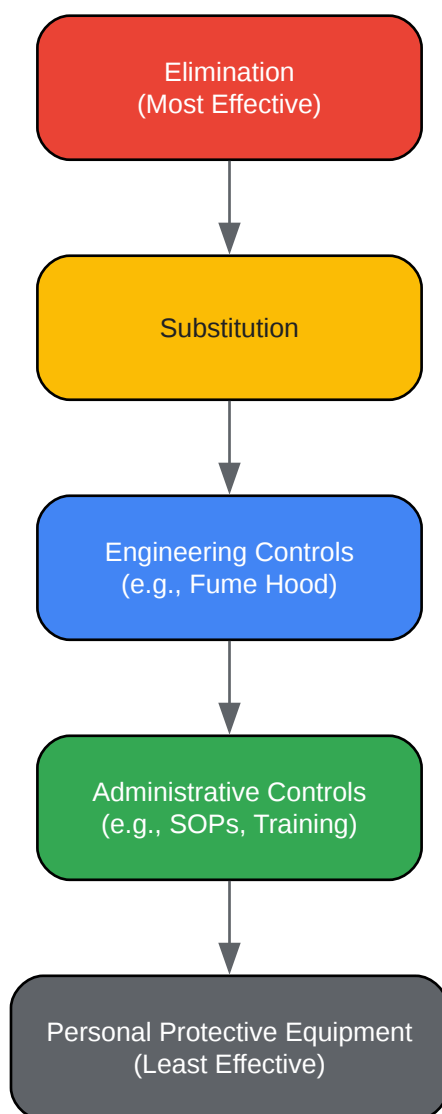 Elimination
(Most Effective)
Substitution
Engineering Controls
(e.g., Fume Hood)
Administrative Controls
(e.g., SOPs, Training)
Personal Protective Equipment
(Least Effective)